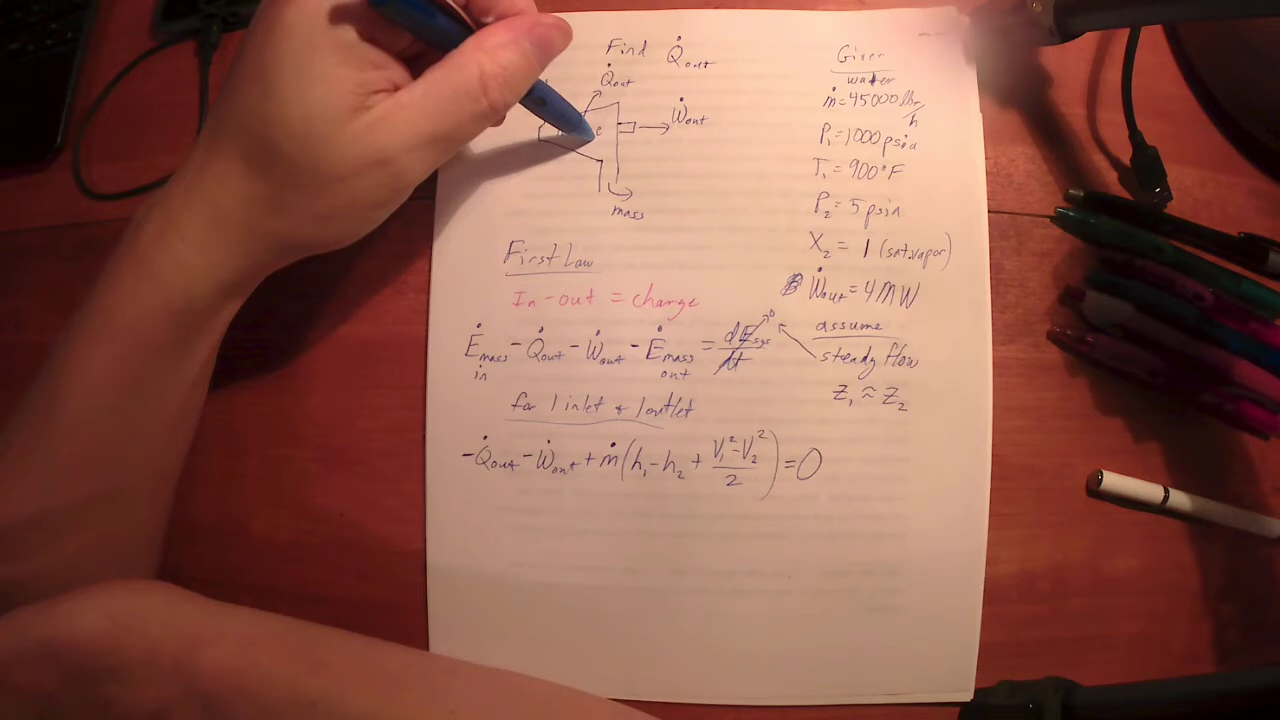 Find Q̇out
Q̇out
Ẇout
mass
Given
water
ṁ = 45000 lbm/h
P₁ = 1000 psia
T₁ = 900°F
P₂ = 5 psia
X₂ = 1 (sat. vapor)
Ẇout = 4 MW
assume
steady flow
Z₁ ≈ Z₂
First Law
In - out = change
Ėmass in - Q̇out - Ẇout - Ėmass out = dEsys/dt → 0
for 1 inlet & 1 outlet
-Q̇out - Ẇout + ṁ(h₁ - h₂ + (V₁² - V₂²)/2) = 0